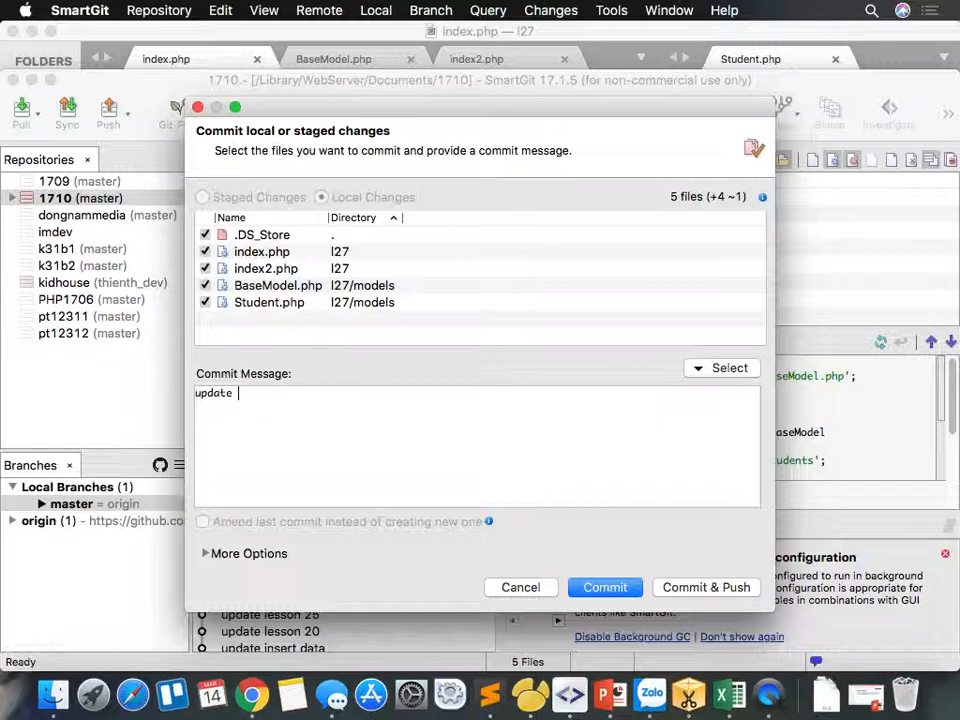 SmartGit Repository Edit View Remote Local Branch Query Changes Tools Window Help
index.php — l27
FOLDERS index.php × BaseModel.php × index2.php × Student.php ×
1710 - [/Library/WebServer/Documents/1710] - SmartGit 17.1.5 (for non-commercial use only)
Pull Sync Push Investigate
Commit local or staged changes
Select the files you want to commit and provide a commit message.
Repositories ×
1709 (master)
1710 (master)
dongnammedia (master)
imdev
k31b1 (master)
k31b2 (master)
kidhouse (thienth_dev)
PHP1706 (master)
pt12311 (master)
pt12312 (master)
Staged Changes Local Changes 5 files (+4 ~1)
Name Directory
.DS_Store .
index.php l27
index2.php l27
BaseModel.php l27/models
Student.php l27/models
Select
Commit Message:
update
Amend last commit instead of creating new one
More Options
Cancel Commit Commit & Push
seModel.php';
aseModel
udents';
Branches ×
Local Branches (1)
master = origin
origin (1) - https://github.co
configuration
nfigured to run in background
onfiguration is appropriate for
oles in combinations with GUI
clients like SmartGit.
Disable Background GC | Don't show again
update lesson 25
update lesson 20
update insert data
Ready 5 Files
MAR
14
Zalo